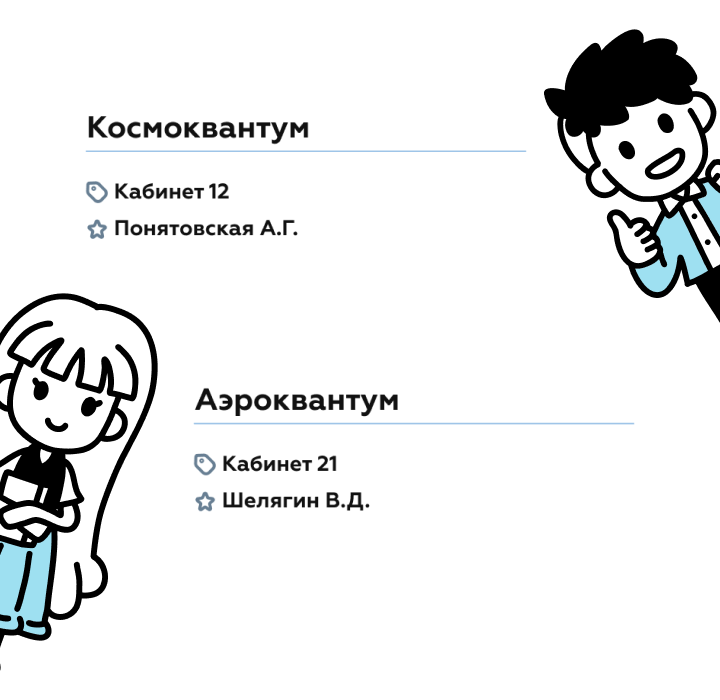 Космоквантум
Кабинет 12
Понятовская А.Г.
Аэроквантум
Кабинет 21
Шелягин В.Д.